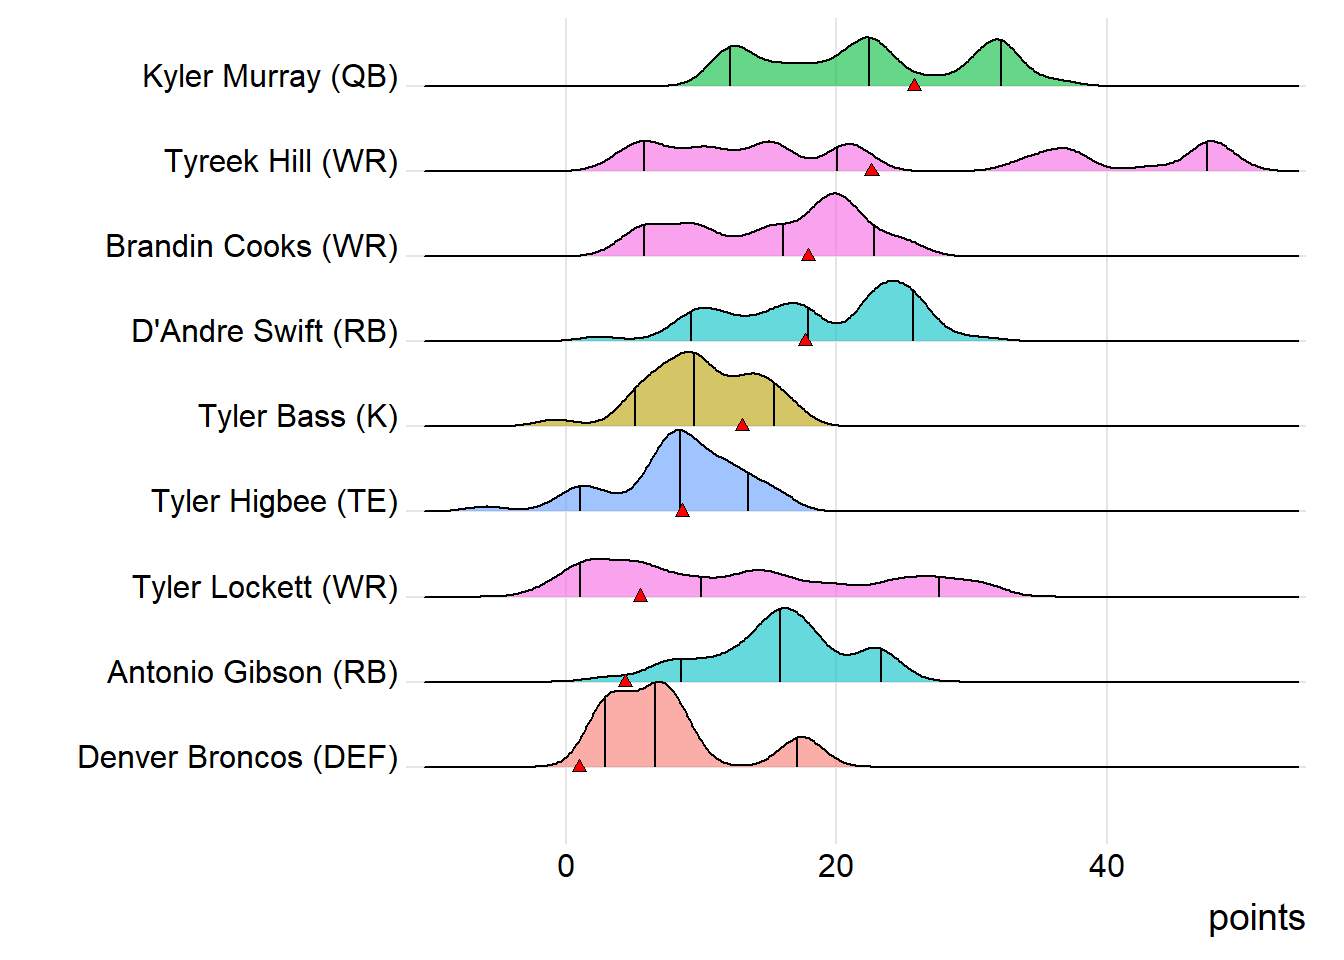 Kyler Murray (QB)
Tyreek Hill (WR)
Brandin Cooks (WR)
D'Andre Swift (RB)
Tyler Bass (K)
Tyler Higbee (TE)
Tyler Lockett (WR)
Antonio Gibson (RB)
Denver Broncos (DEF)
0 20 40
points